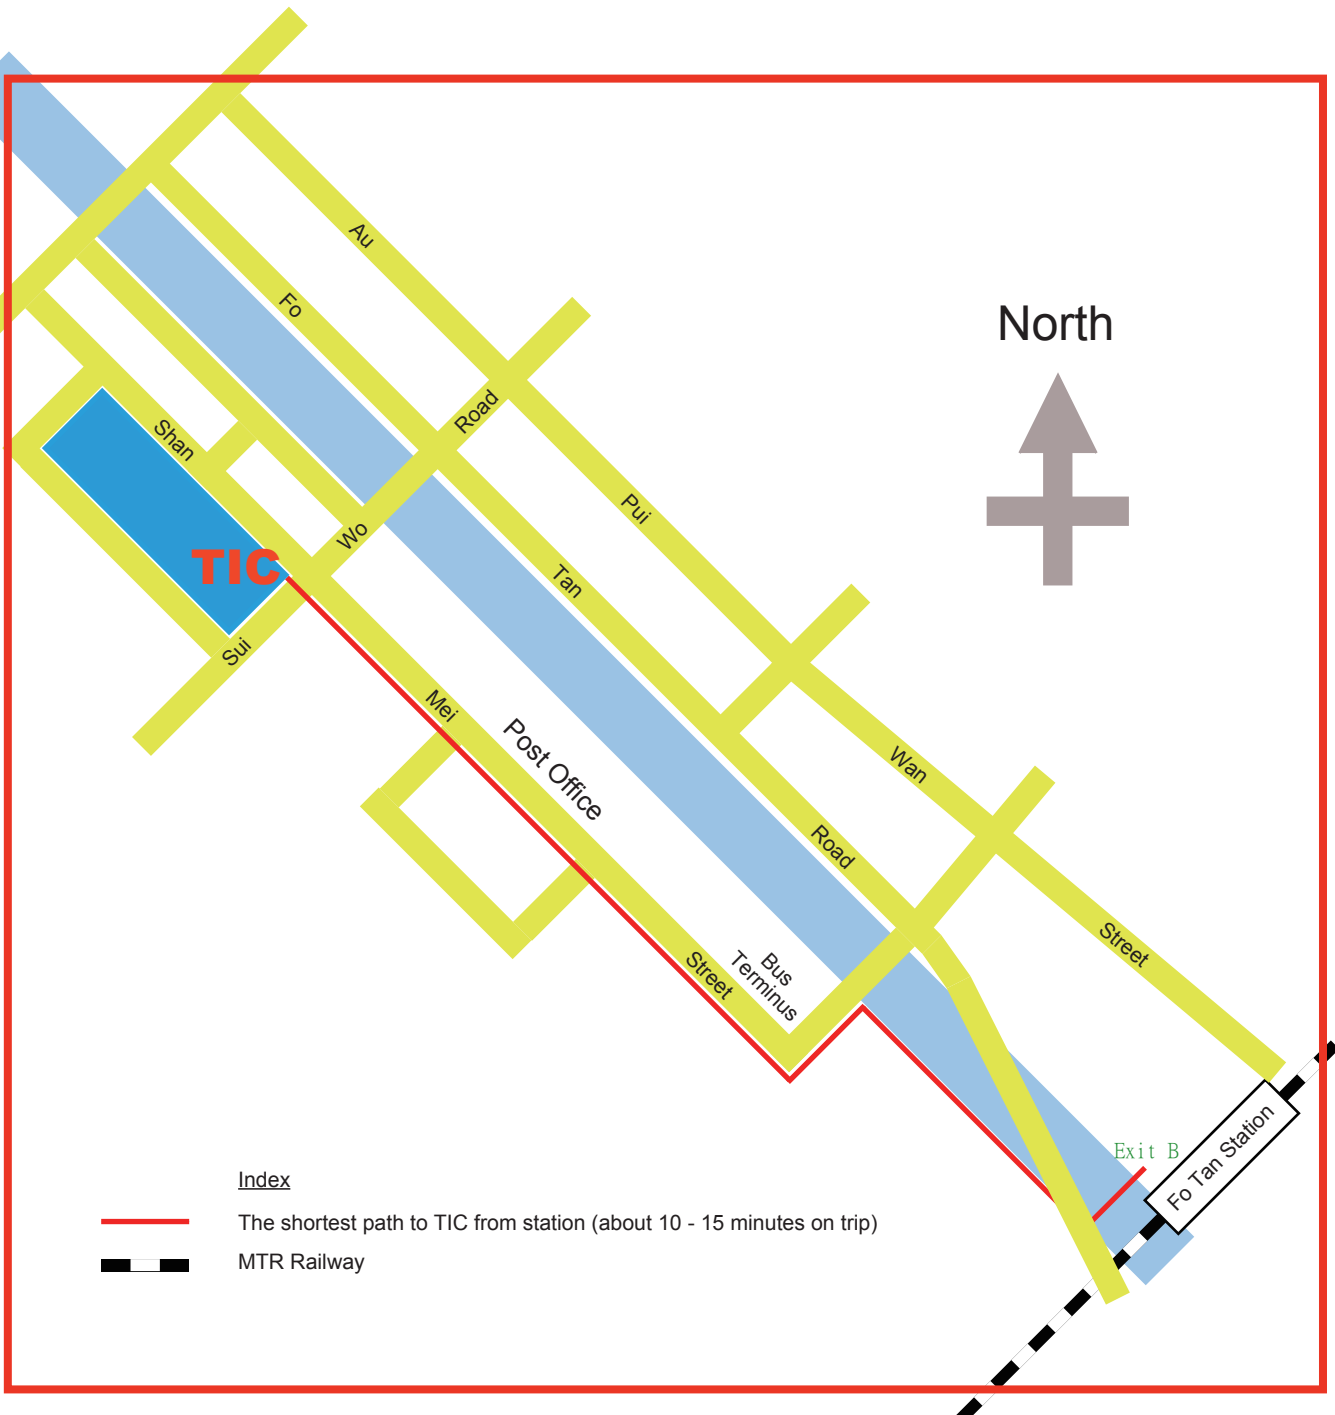 Au
Fo
North
Road
Shan
Pui
Wo
TIC
Tan
Sui
Mei
Post Office
Wan
Road
Street
Bus
Terminus
Street
Exit B
Fo Tan Station
Index
The shortest path to TIC from station (about 10 - 15 minutes on trip)
MTR Railway